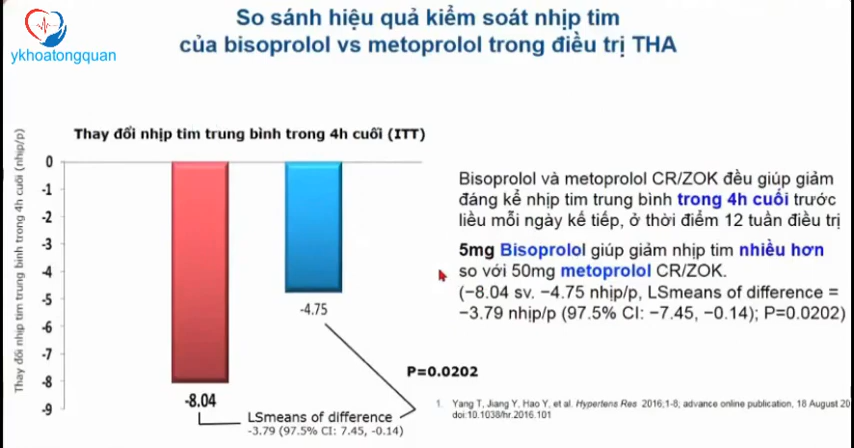 ykhoatongquan
So sánh hiệu quả kiểm soát nhịp tim
của bisoprolol vs metoprolol trong điều trị THA
Thay đổi nhịp tim trung bình trong 4h cuối (ITT)
Thay đổi nhịp tim trung bình trong 4h cuối (nhịp/p)
0
-1
-2
-3
-4
-5
-6
-7
-8
-9
-8.04
-4.75
P=0.0202
LSmeans of difference
-3.79 (97.5% CI: 7.45, -0.14)
Bisoprolol và metoprolol CR/ZOK đều giúp giảm
đáng kể nhịp tim trung bình trong 4h cuối trước
liều mỗi ngày kế tiếp, ở thời điểm 12 tuần điều trị
5mg Bisoprolol giúp giảm nhịp tim nhiều hơn
so với 50mg metoprolol CR/ZOK.
(−8.04 sv. −4.75 nhịp/p, LSmeans of difference =
−3.79 nhịp/p (97.5% CI: −7.45, −0.14); P=0.0202)
1. Yang T, Jiang Y, Hao Y, et al. Hypertens Res 2016;1-8; advance online publication, 18 August 20
doi:10.1038/hr.2016.101